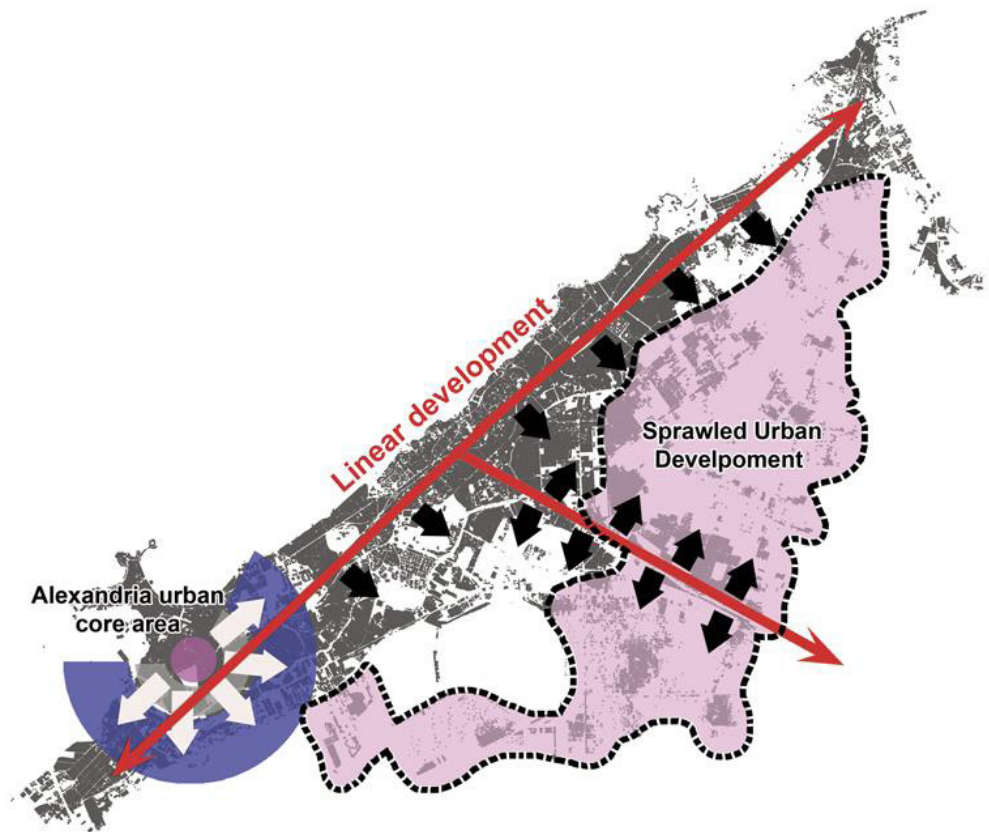 Linear development
Sprawled Urban
Develpoment
Alexandria urban
core area